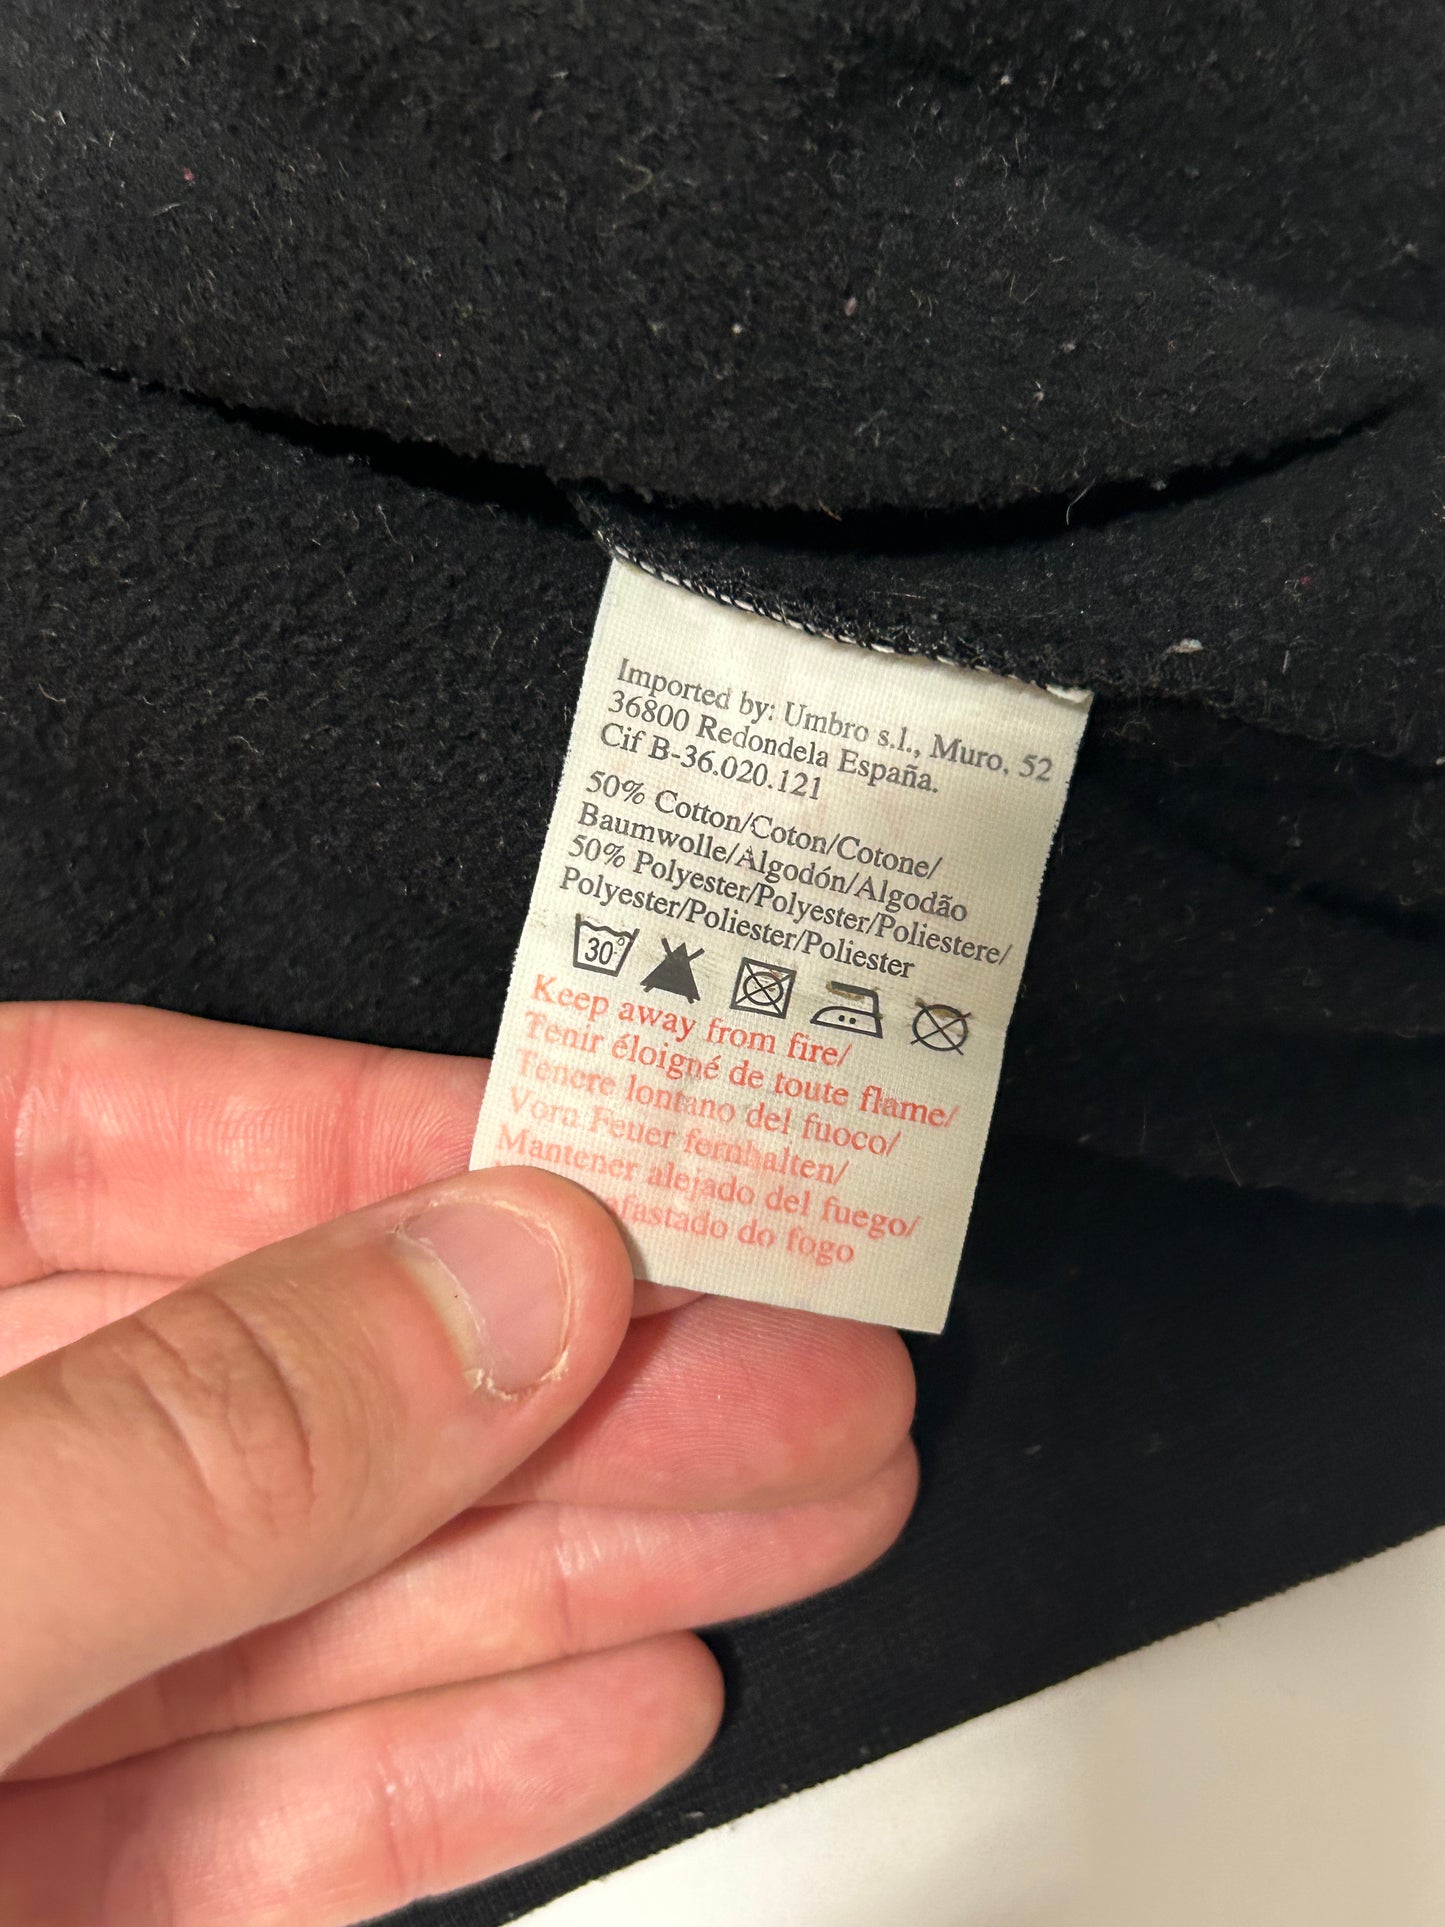 Imported by: Umbro s.l., Muro, 52
36800 Redondela España.
Cif B-36.020.121
50% Cotton/Coton/Cotone/
Baumwolle/Algodón/Algodão
50% Polyester/Polyester/Poliestere/
Polyester/Poliester/Poliester
30°
Keep away from fire/
Tenir éloigné de toute flame/
Tenere lontano del fuoco/
Vorn Feuer fernhalten/
Mantener alejado del fuego/
afastado do fogo